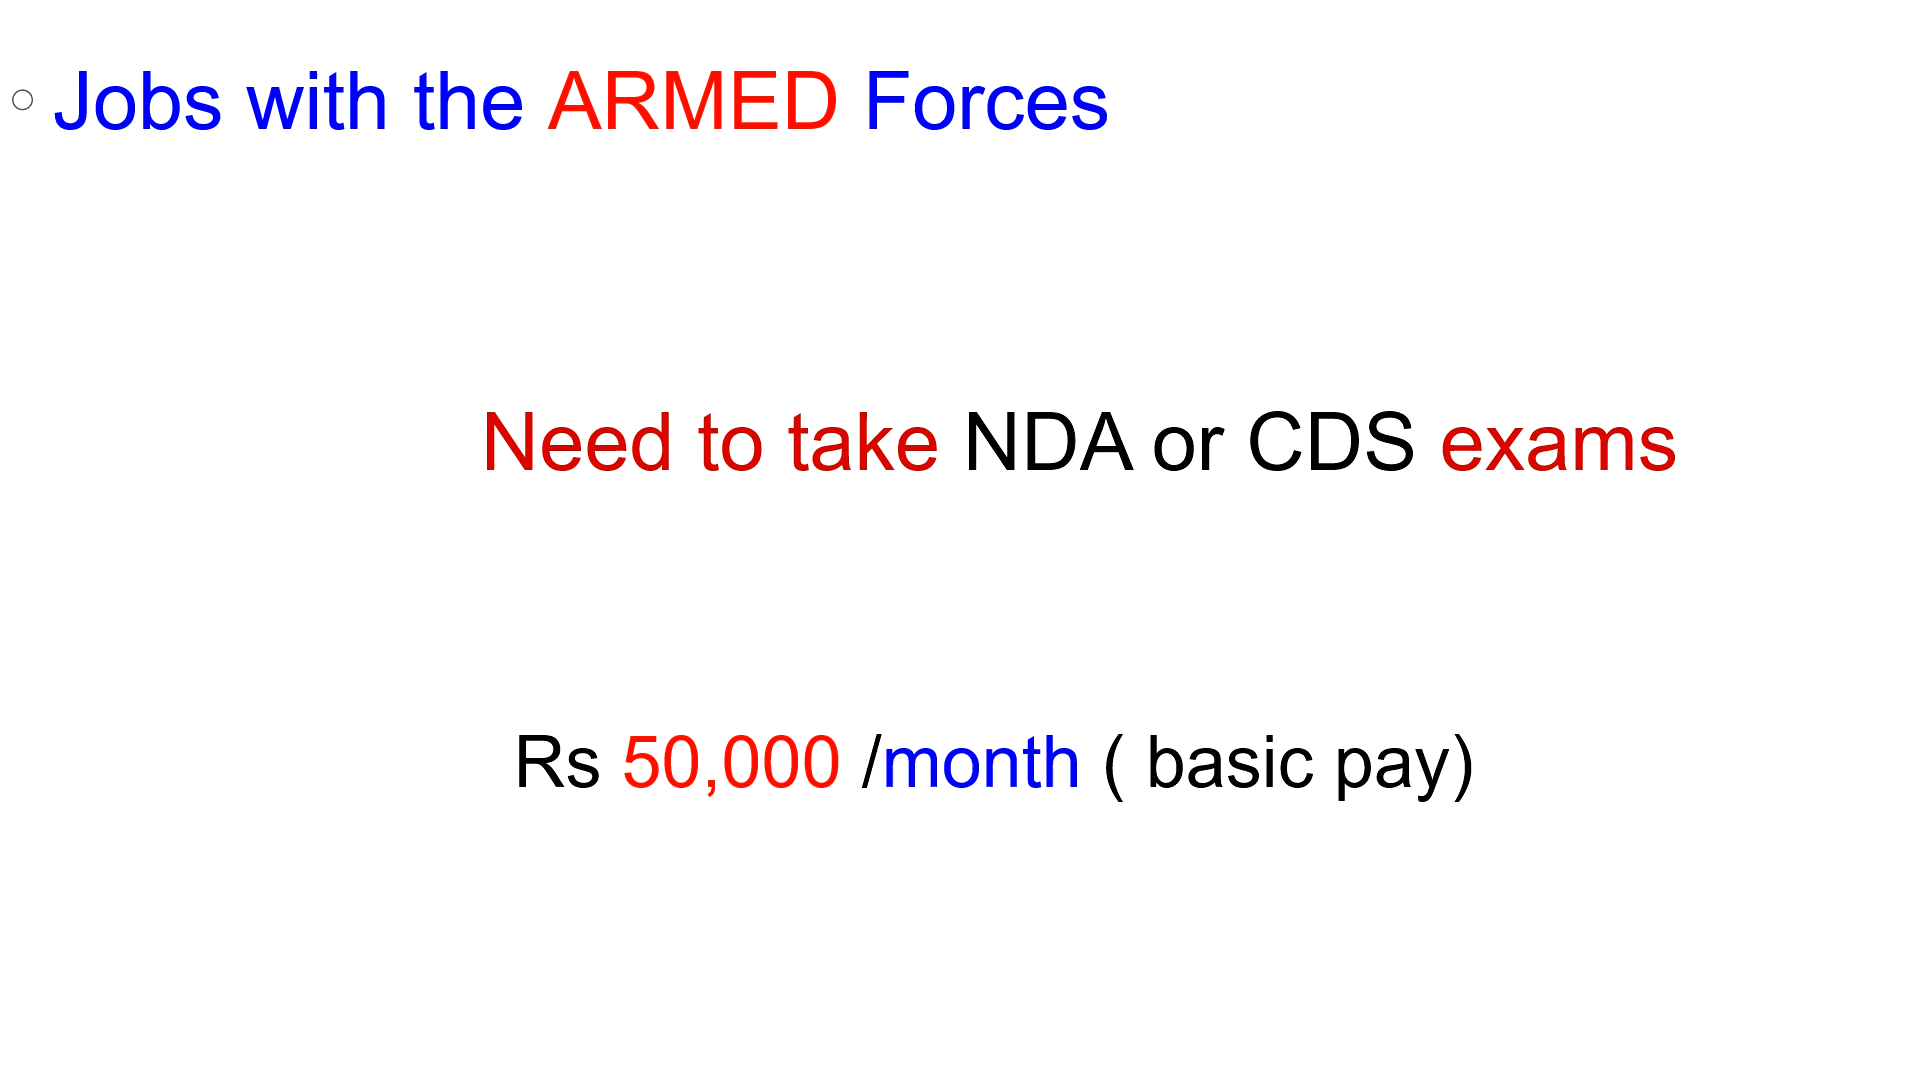 Jobs with the ARMED Forces
Need to take NDA or CDS exams
Rs 50,000 /month ( basic pay)